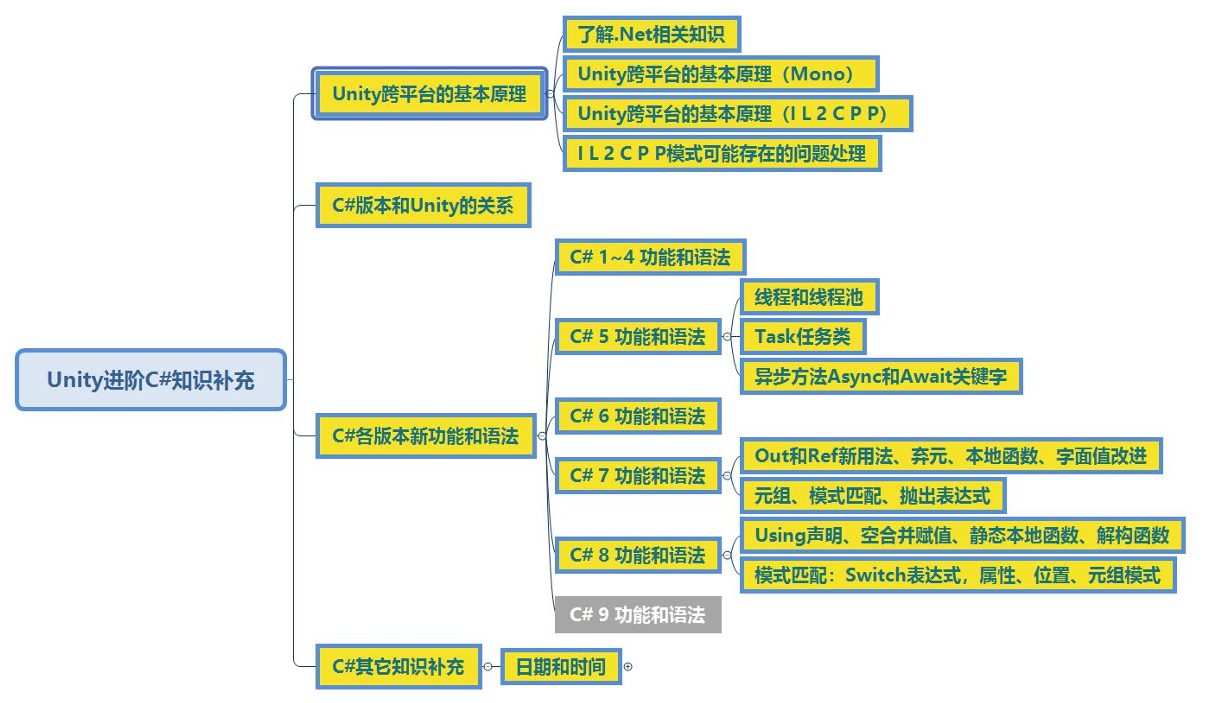 Unity进阶C#知识补充
Unity跨平台的基本原理
了解.Net相关知识
Unity跨平台的基本原理（Mono）
Unity跨平台的基本原理（I L 2 C P P）
I L 2 C P P模式可能存在的问题处理
C#版本和Unity的关系
C#各版本新功能和语法
C# 1~4 功能和语法
C# 5 功能和语法
线程和线程池
Task任务类
异步方法Async和Await关键字
C# 6 功能和语法
C# 7 功能和语法
Out和Ref新用法、弃元、本地函数、字面值改进
元组、模式匹配、抛出表达式
C# 8 功能和语法
Using声明、空合并赋值、静态本地函数、解构函数
模式匹配：Switch表达式，属性、位置、元组模式
C# 9 功能和语法
C#其它知识补充
日期和时间